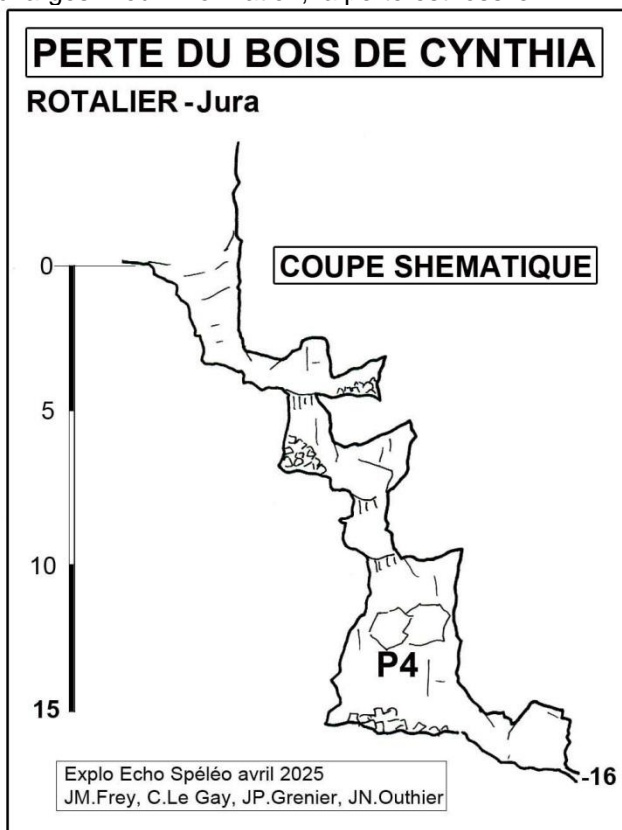 PERTE DU BOIS DE CYNTHIA
ROTALIER -Jura
0
COUPE SHEMATIQUE
5
10
P4
15
-16
Explo Echo Spéléo avril 2025
JM.Frey, C.Le Gay, JP.Grenier, JN.Outhier